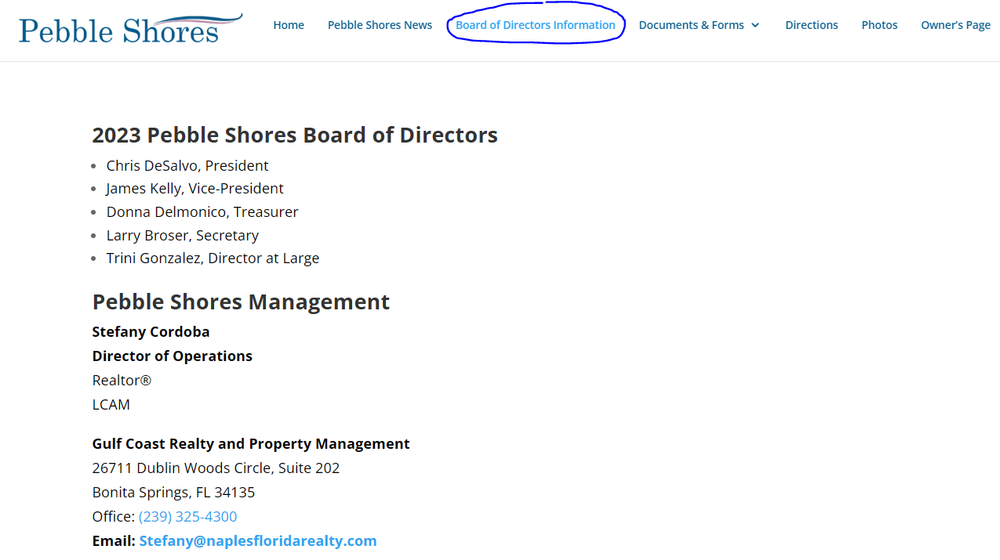 Pebble Shores
Home Pebble Shores News Board of Directors Information Documents & Forms Directions Photos Owner's Page
2023 Pebble Shores Board of Directors
• Chris DeSalvo, President
• James Kelly, Vice-President
• Donna Delmonico, Treasurer
• Larry Broser, Secretary
• Trini Gonzalez, Director at Large
Pebble Shores Management
Stefany Cordoba
Director of Operations
Realtor®
LCAM
Gulf Coast Realty and Property Management
26711 Dublin Woods Circle, Suite 202
Bonita Springs, FL 34135
Office: (239) 325-4300
Email: Stefany@naplesfloridarealty.com